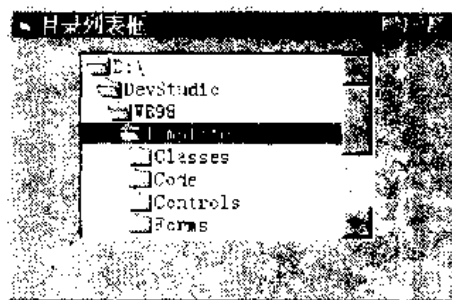 目录列表框
D:\
DevStudio
VB98
Classes
Code
Controls
Forms